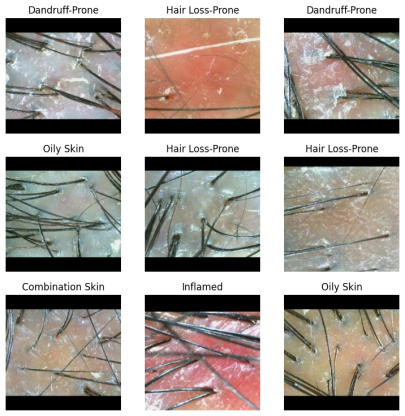 Dandruff-Prone
Hair Loss-Prone
Dandruff-Prone
Oily Skin
Hair Loss-Prone
Hair Loss-Prone
Combination Skin
Inflamed
Oily Skin